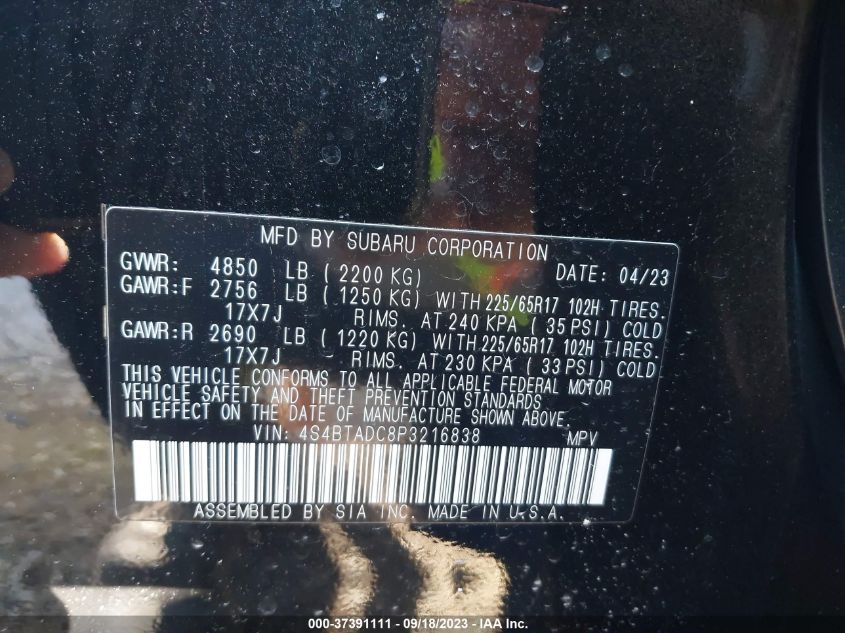 MFD BY SUBARU CORPORATION
GVWR: 4850 LB (2200 KG) DATE: 04/23
GAWR:F 2756 LB (1250 KG) WITH 225/65R17 102H TIRES.
17X7J RIMS. AT 240 KPA (35 PSI) COLD
GAWR:R 2690 LB (1220 KG) WITH 225/65R17 102H TIRES.
17X7J RIMS. AT 230 KPA (33 PSI) COLD
THIS VEHICLE CONFORMS TO ALL APPLICABLE FEDERAL MOTOR
VEHICLE SAFETY AND THEFT PREVENTION STANDARDS
IN EFFECT ON THE DATE OF MANUFACTURE SHOWN ABOVE.
VIN: 4S4BTADC8P3216838 MPV
ASSEMBLED BY SIA INC. MADE IN U.S.A.
000-37391111 - 09/18/2023 - IAA Inc.